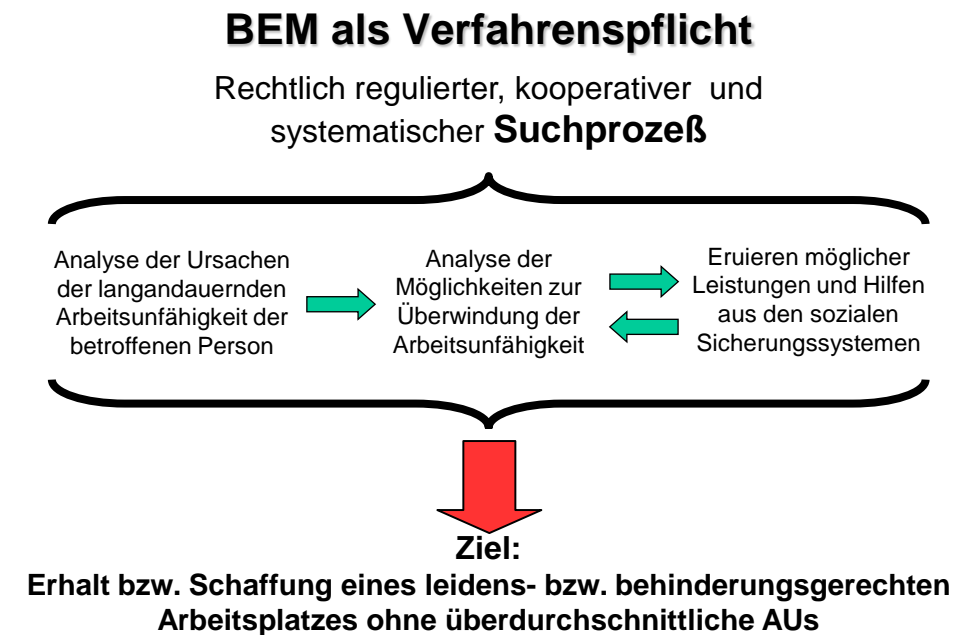 BEM als Verfahrenspflicht
Rechtlich regulierter, kooperativer und
systematischer Suchprozeß
Analyse der Ursachen
der langandauernden
Arbeitsunfähigkeit der
betroffenen Person
Analyse der
Möglichkeiten zur
Überwindung der
Arbeitsunfähigkeit
Eruieren möglicher
Leistungen und Hilfen
aus den sozialen
Sicherungssystemen
Ziel:
Erhalt bzw. Schaffung eines leidens- bzw. behinderungsgerechten
Arbeitsplatzes ohne überdurchschnittliche AUs